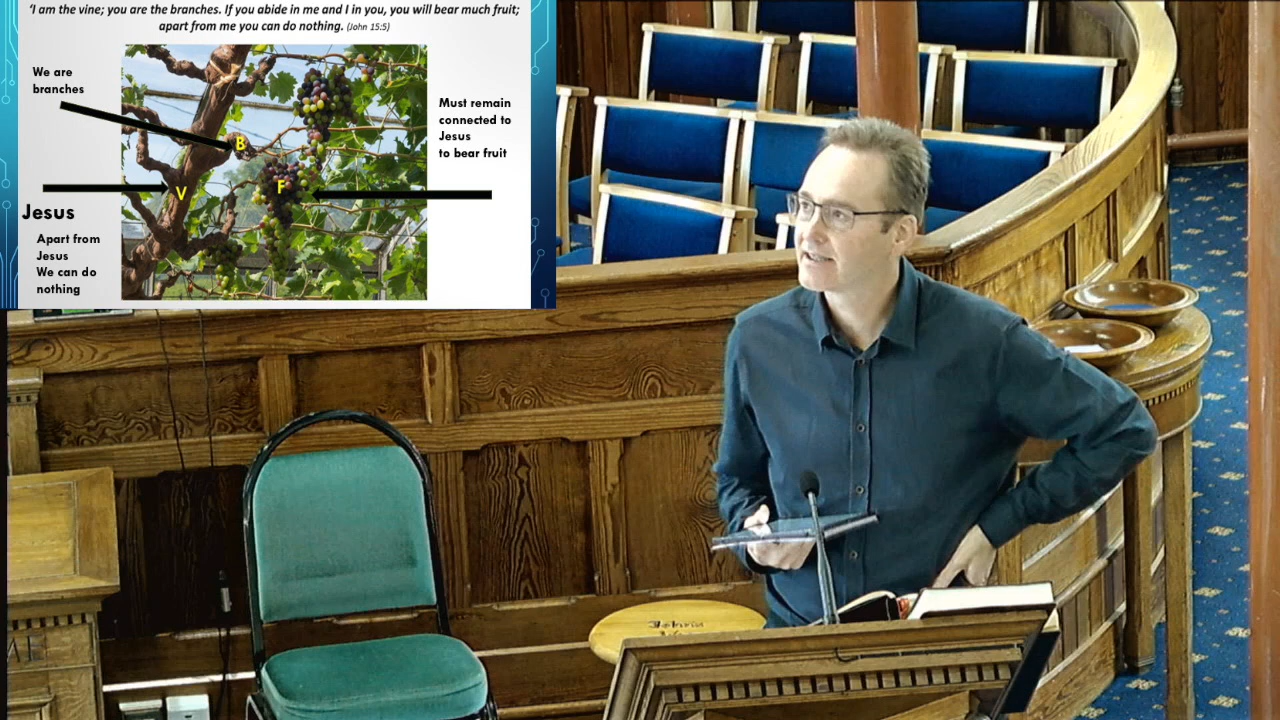 ‘I am the vine; you are the branches. If you abide in me and I in you, you will bear much fruit;
apart from me you can do nothing. (John 15:5)
We are
branches
Must remain
connected to
Jesus
to bear fruit
B
V
F
Jesus
Apart from
Jesus
We can do
nothing